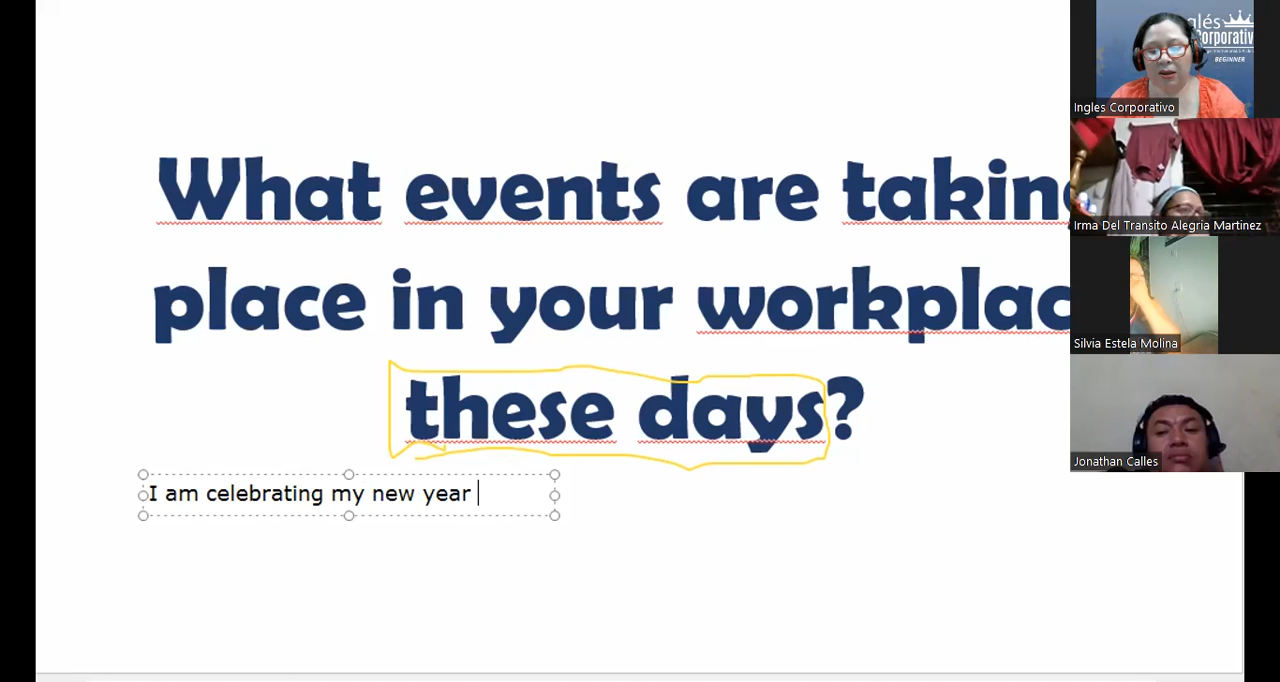 What events are taking
place in your workplac
these days?
I am celebrating my new year
Inglés
Corporativo
BEGINNER
Ingles Corporativo
Irma Del Transito Alegria Martinez
Silvia Estela Molina
Jonathan Calles